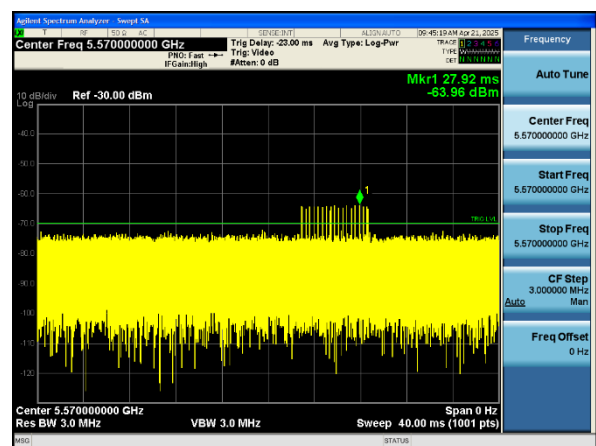 Agilent Spectrum Analyzer - Swept SA
T RF 50 Ω AC SENSE:INT ALIGN AUTO 09:45:19 AM Apr 21, 2025
Center Freq 5.570000000 GHz
PNO: Fast
IFGain:High
Trig Delay: -23.00 ms
Trig: Video
#Atten: 0 dB
Avg Type: Log-Pwr
TRACE 1 2 3 4 5 6
TYPE
DET N N N N N N
Mkr1 27.92 ms
-63.96 dBm
10 dB/div
Log
Ref -30.00 dBm
-40.0
-50.0
-60.0
-70.0
-80.0
-90.0
-100
-110
-120
1
TRIG LVL
Center 5.570000000 GHz
Span 0 Hz
Res BW 3.0 MHz
VBW 3.0 MHz
Sweep 40.00 ms (1001 pts)
MSG
STATUS
Frequency
Auto Tune
Center Freq
5.570000000 GHz
Start Freq
5.570000000 GHz
Stop Freq
5.570000000 GHz
CF Step
3.000000 MHz
Auto Man
Freq Offset
0 Hz